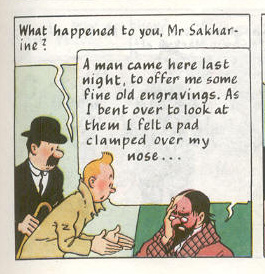 What happened to you, Mr Sakhar-
ine?
A man came here last
night, to offer me some
fine old engravings. As
I bent over to look at
them I felt a pad
clamped over my
nose...